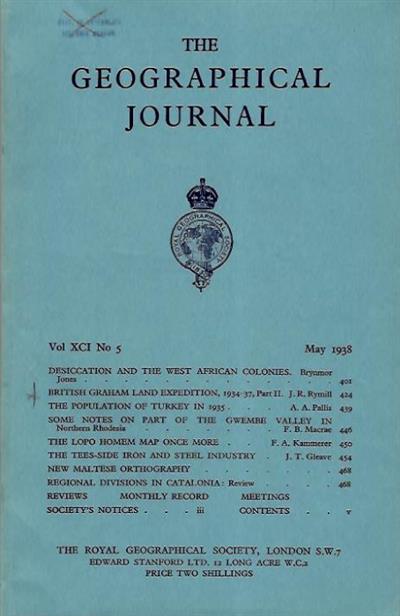 THE
GEOGRAPHICAL
JOURNAL
ROYAL GEOGRAPHICAL SOCIETY
Vol XCI No 5 May 1938
DESICCATION AND THE WEST AFRICAN COLONIES. Brynmor
Jones . . . . . . . . . . . . 401
BRITISH GRAHAM LAND EXPEDITION, 1934-37, Part II. J. R. Rymill 424
THE POPULATION OF TURKEY IN 1935 . . A. A. Pallis 439
SOME NOTES ON PART OF THE GWEMBE VALLEY IN
Northern Rhodesia . . . . F. B. Macrae 446
THE LOPO HOMEM MAP ONCE MORE . . F. A. Kammerer 450
THE TEES-SIDE IRON AND STEEL INDUSTRY . J. T. Gleave 454
NEW MALTESE ORTHOGRAPHY . . . . . 468
REGIONAL DIVISIONS IN CATALONIA: Review . . . 468
REVIEWS MONTHLY RECORD MEETINGS
SOCIETY'S NOTICES . . . iii CONTENTS . . v
THE ROYAL GEOGRAPHICAL SOCIETY, LONDON S.W.7
EDWARD STANFORD LTD. 12 LONG ACRE W.C.2
PRICE TWO SHILLINGS